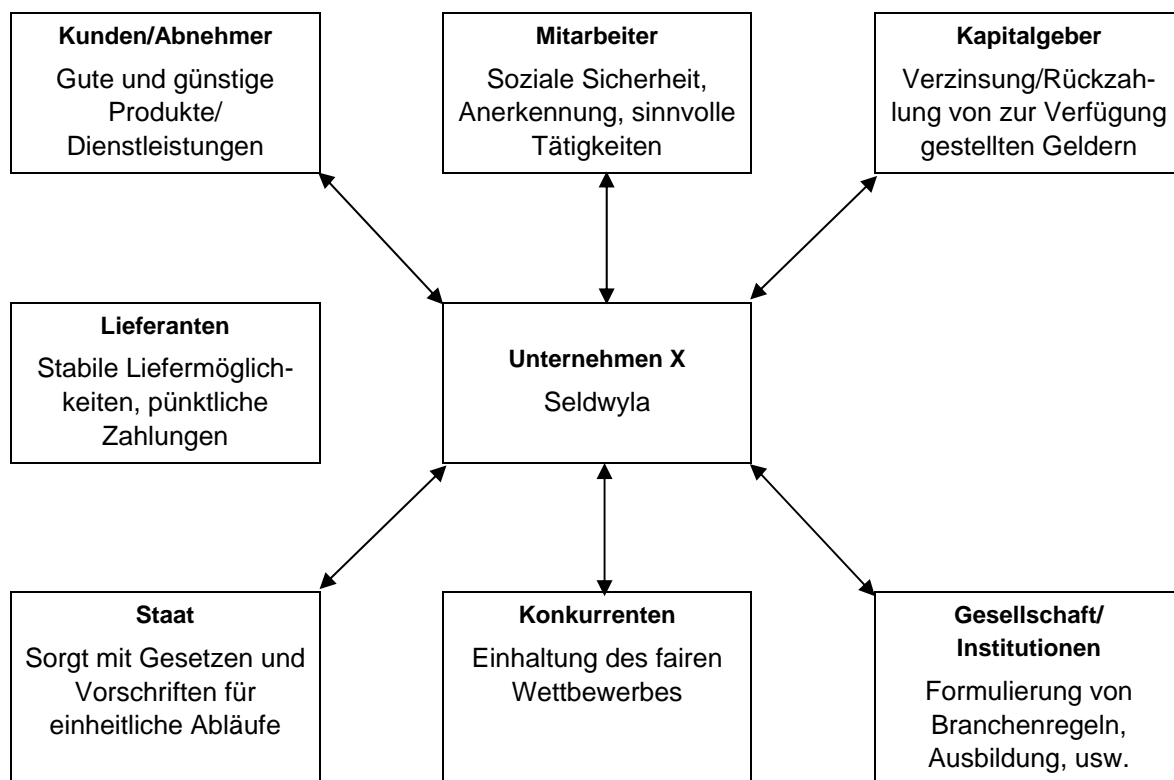 Kunden/Abnehmer
Gute und günstige
Produkte/
Dienstleistungen
Mitarbeiter
Soziale Sicherheit,
Anerkennung, sinnvolle
Tätigkeiten
Kapitalgeber
Verzinsung/Rückzah-
lung von zur Verfügung
gestellten Geldern
Lieferanten
Stabile Liefermöglich-
keiten, pünktliche
Zahlungen
Unternehmen X
Seldwyla
Staat
Sorgt mit Gesetzen und
Vorschriften für
einheitliche Abläufe
Konkurrenten
Einhaltung des fairen
Wettbewerbes
Gesellschaft/
Institutionen
Formulierung von
Branchenregeln,
Ausbildung, usw.